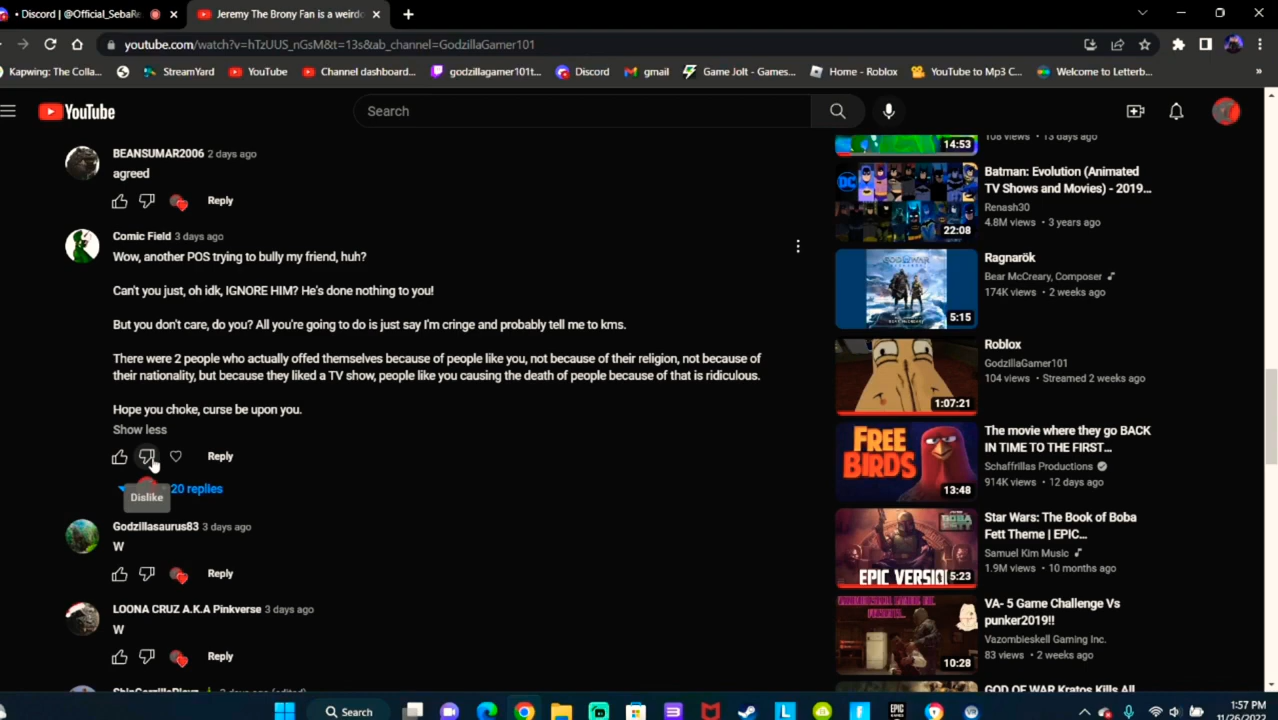 Discord | @Official_SebaRe
Jeremy The Brony Fan is a weirdo
youtube.com/watch?v=hTzUUS_nGsM&t=13s&ab_channel=GodzillaGamer101
Kapwing: The Colla...
StreamYard
YouTube
Channel dashboard...
godzillagamer101t...
Discord
gmail
Game Jolt - Games...
Home - Roblox
YouTube to Mp3 C...
Welcome to Letterb...
YouTube
Search
BEANSUMAR2006 2 days ago
agreed
Reply
Comic Field 3 days ago
Wow, another POS trying to bully my friend, huh?
Can't you just, oh idk, IGNORE HIM? He's done nothing to you!
But you don't care, do you? All you're going to do is just say I'm cringe and probably tell me to kms.
There were 2 people who actually offed themselves because of people like you, not because of their religion, not because of
their nationality, but because they liked a TV show, people like you causing the death of people because of that is ridiculous.
Hope you choke, curse be upon you.
Show less
Reply
20 replies
Dislike
Godzillasaurus83 3 days ago
W
Reply
LOONA CRUZ A.K.A Pinkverse 3 days ago
W
Reply
108 views • 13 days ago
14:53
Batman: Evolution (Animated
TV Shows and Movies) - 2019...
Renash30
4.8M views • 3 years ago
DC
22:08
Ragnarök
Bear McCreary, Composer
174K views • 2 weeks ago
5:15
Roblox
GodzillaGamer101
104 views • Streamed 2 weeks ago
1:07:21
The movie where they go BACK
IN TIME TO THE FIRST...
Schaffrillas Productions
914K views • 12 days ago
FREE
BIRDS
13:48
Star Wars: The Book of Boba
Fett Theme | EPIC...
Samuel Kim Music
1.9M views • 10 months ago
EPIC VERSIO
5:23
VA- 5 Game Challenge Vs
punker2019!!
Vazombieskell Gaming Inc.
83 views • 2 weeks ago
10:28
GOD OF WAR Kratos Kills All
Search
1:57 PM
11/26/2022